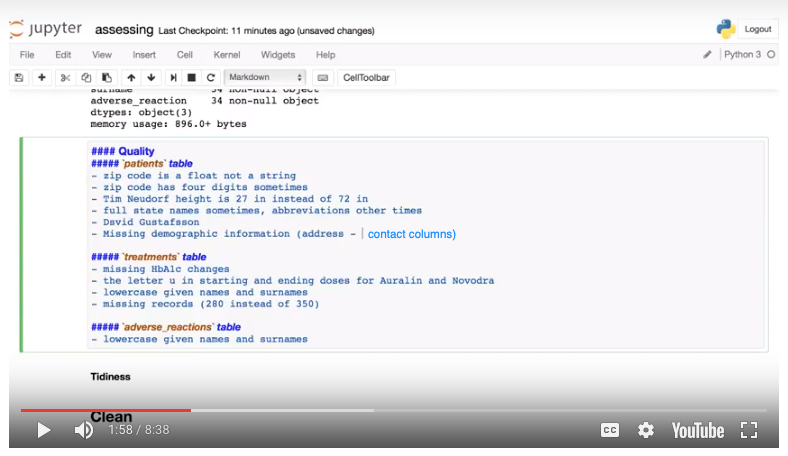 jupyter assessing Last Checkpoint: 11 minutes ago (unsaved changes) Logout
File Edit View Insert Cell Kernel Widgets Help Python 3
Markdown CellToolbar
surname 34 non-null object
adverse_reaction 34 non-null object
dtypes: object(3)
memory usage: 896.0+ bytes
#### Quality
##### `patients` table
- zip code is a float not a string
- zip code has four digits sometimes
- Tim Neudorf height is 27 in instead of 72 in
- full state names sometimes, abbreviations other times
- Dsvid Gustafsson
- Missing demographic information (address - contact columns)
##### `treatments` table
- missing HbA1c changes
- the letter u in starting and ending doses for Auralin and Novodra
- lowercase given names and surnames
- missing records (280 instead of 350)
##### `adverse_reactions` table
- lowercase given names and surnames
Tidiness
Clean
1:58 / 8:38 CC YouTube